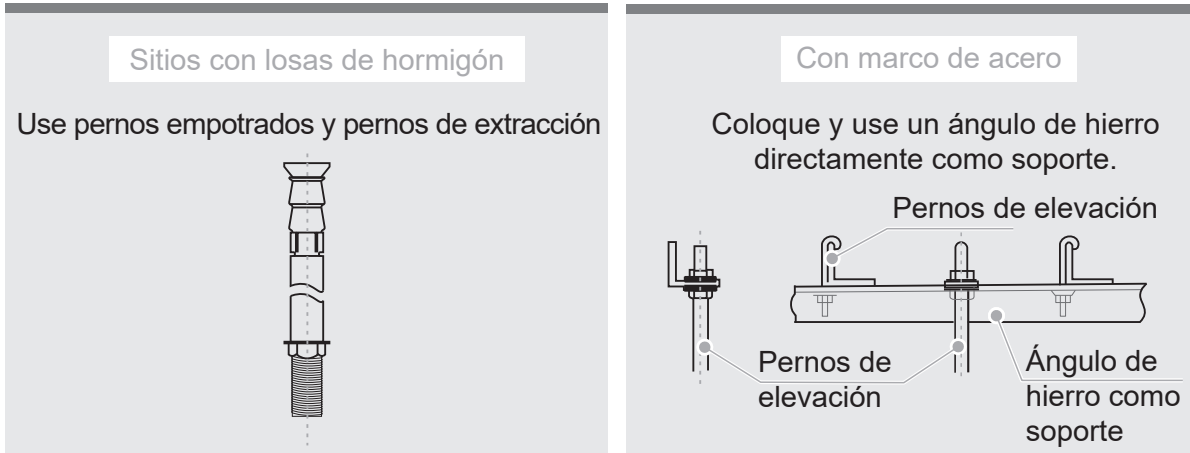 Sitios con losas de hormigón
Use pernos empotrados y pernos de extracción
Con marco de acero
Coloque y use un ángulo de hierro
directamente como soporte.
Pernos de elevación
Pernos de
elevación
Ángulo de
hierro como
soporte